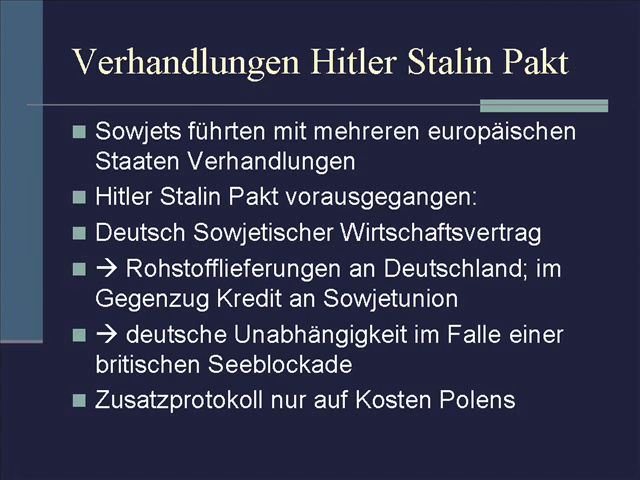 Verhandlungen Hitler Stalin Pakt
Sowjets führten mit mehreren europäischen
Staaten Verhandlungen
Hitler Stalin Pakt vorausgegangen:
Deutsch Sowjetischer Wirtschaftsvertrag
→ Rohstofflieferungen an Deutschland; im
Gegenzug Kredit an Sowjetunion
→ deutsche Unabhängigkeit im Falle einer
britischen Seeblockade
Zusatzprotokoll nur auf Kosten Polens